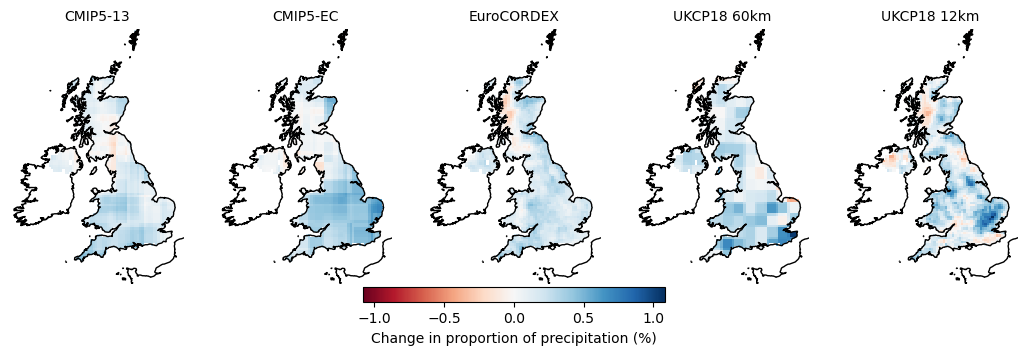 CMIP5-13 CMIP5-EC EuroCORDEX UKCP18 60km UKCP18 12km
−1.0 −0.5 0.0 0.5 1.0
Change in proportion of precipitation (%)